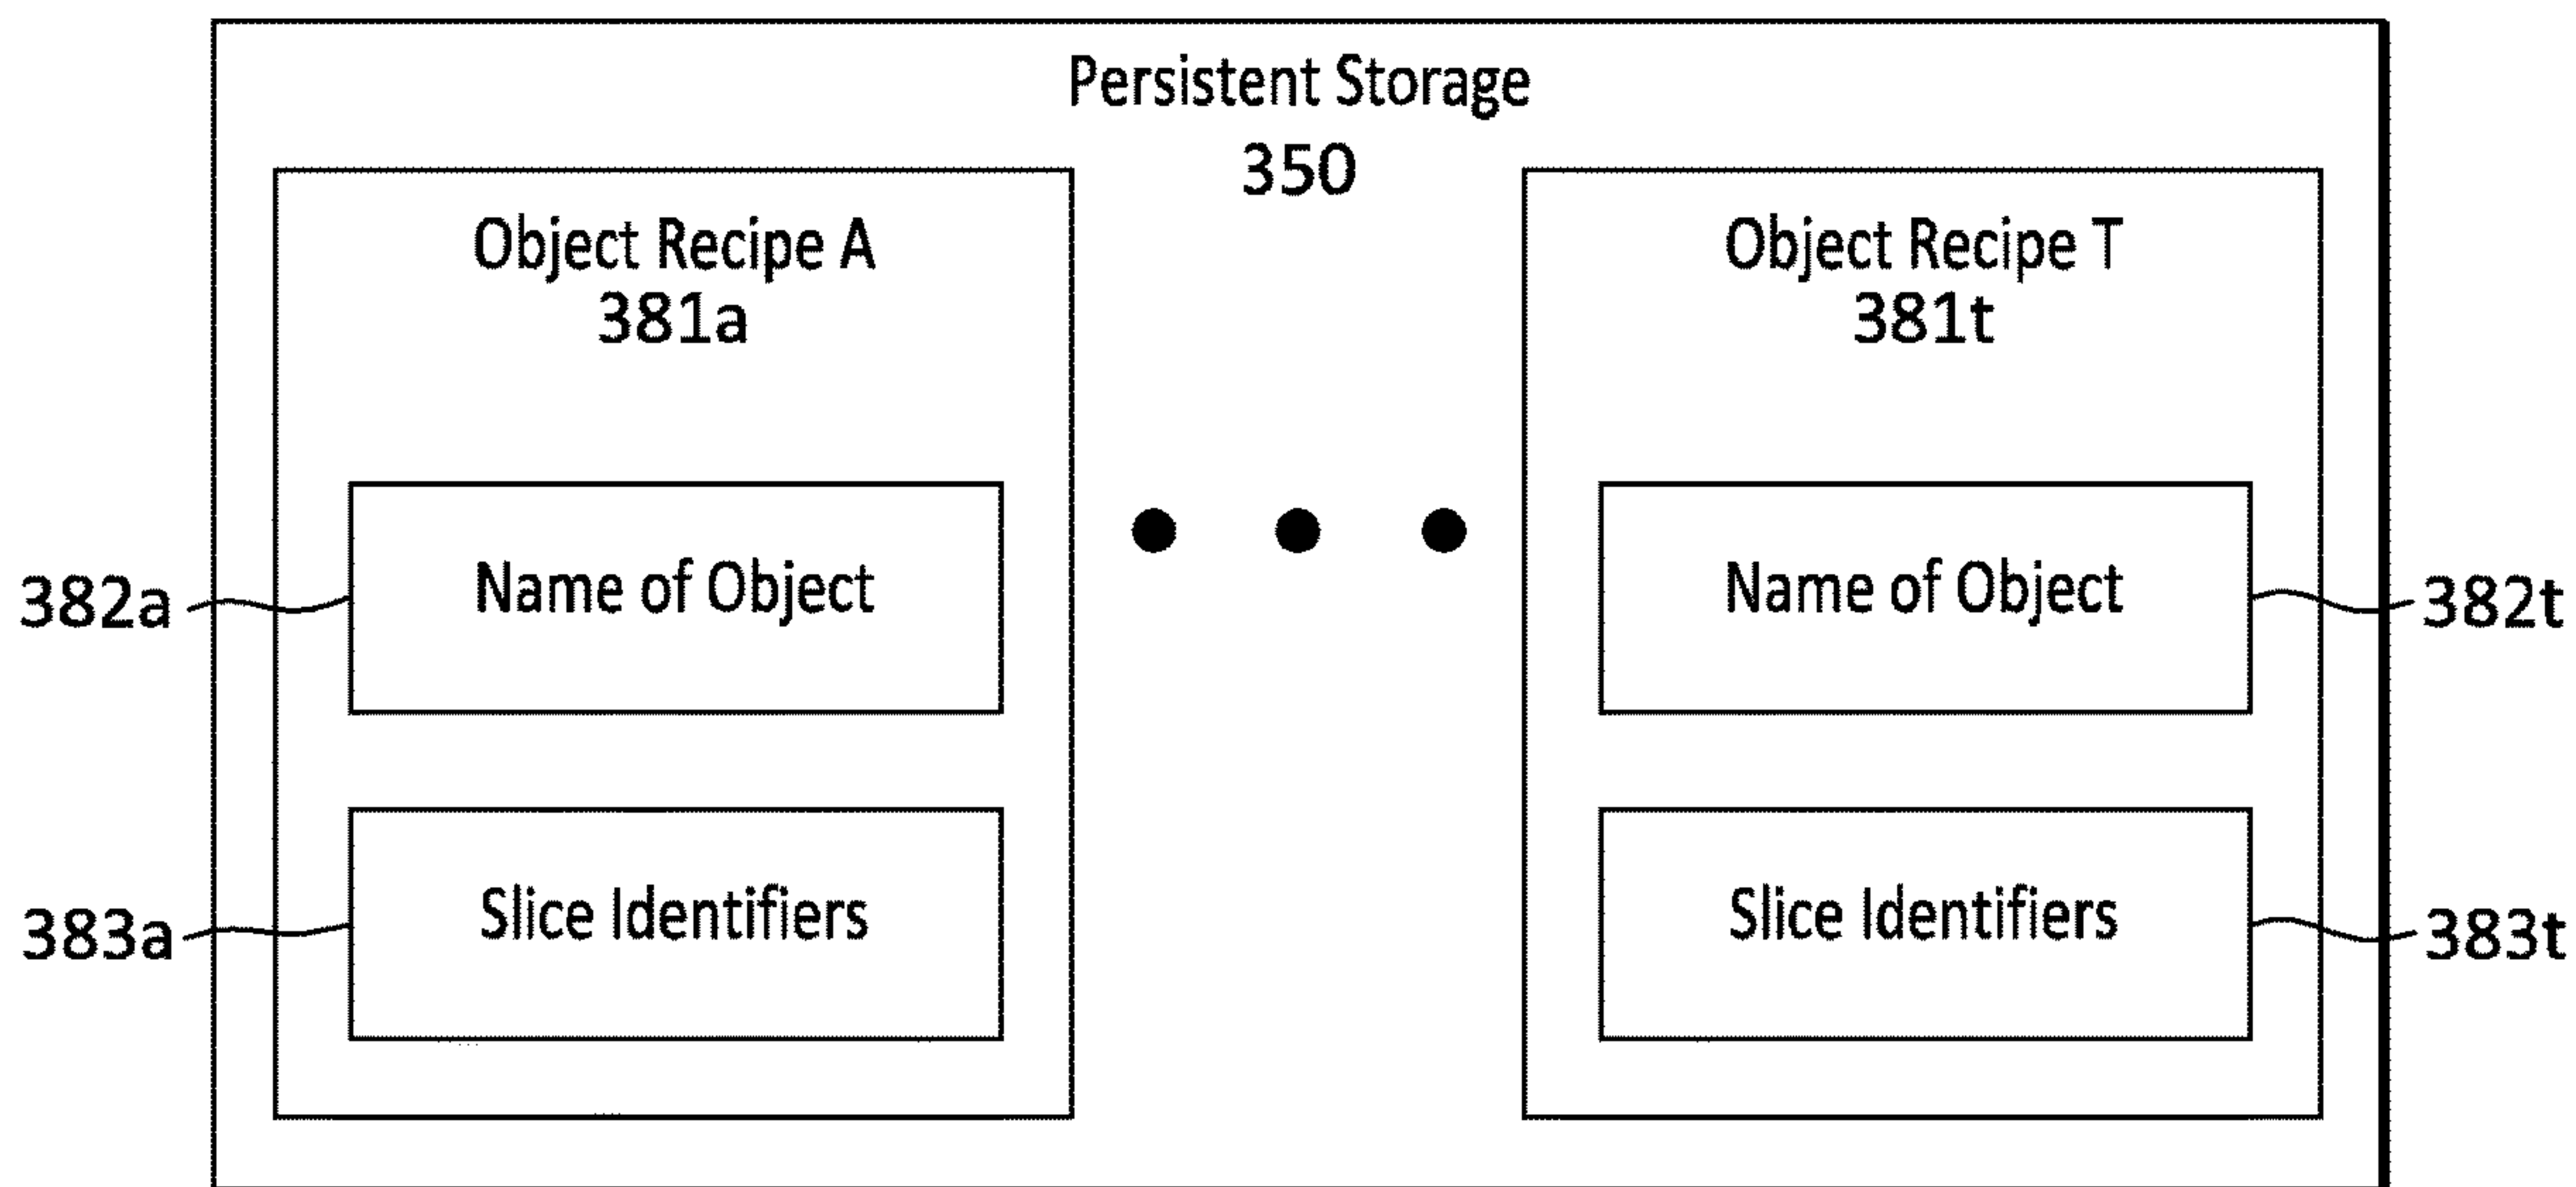 Persistent Storage
350
Object Recipe A
381a
Object Recipe T
381t
382a
Name of Object
Name of Object
382t
383a
Slice Identifiers
Slice Identifiers
383t